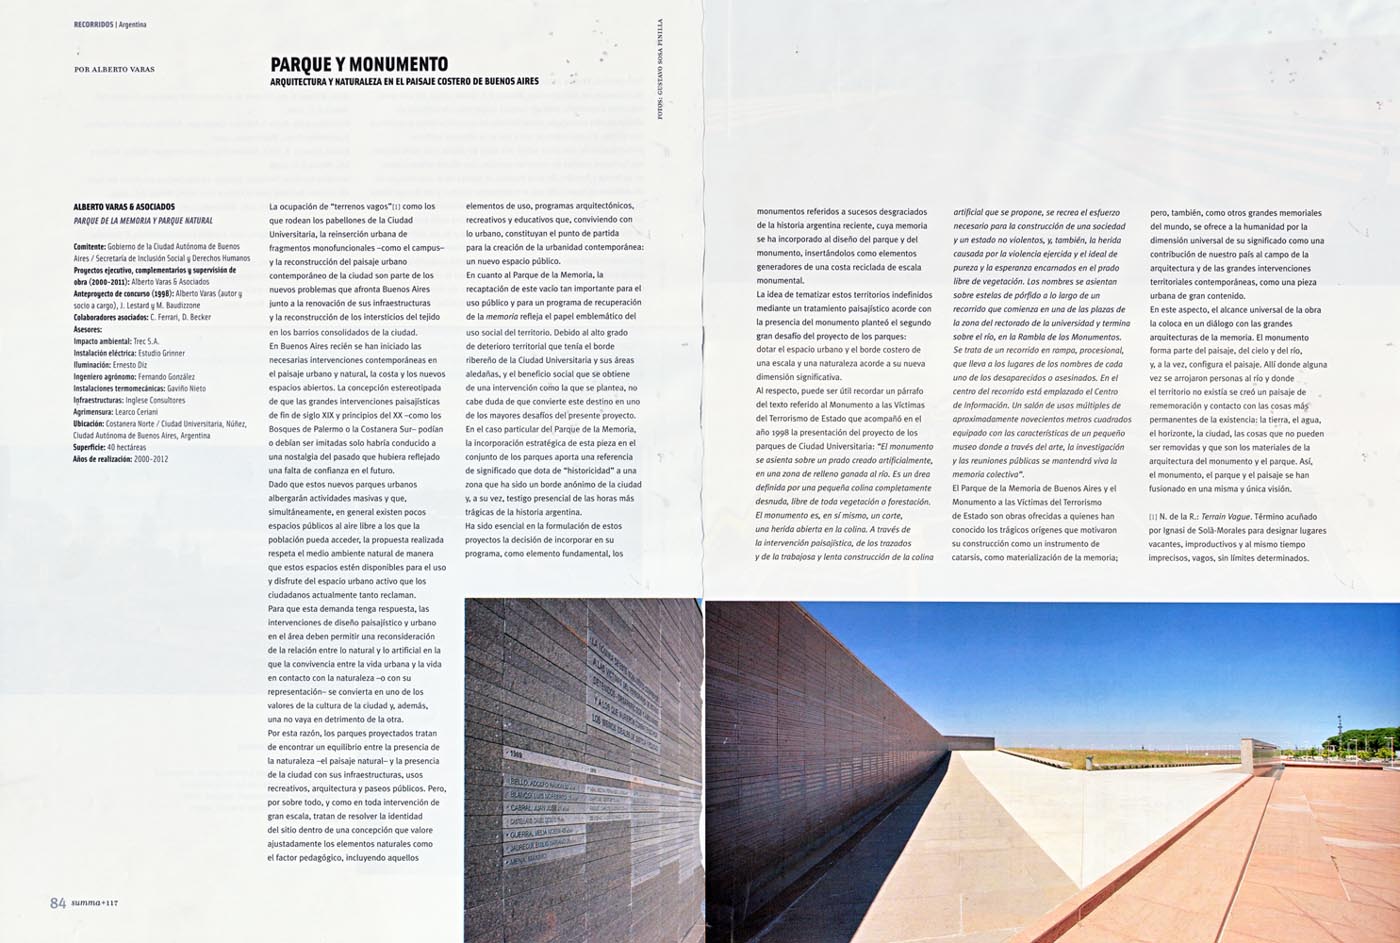 RECORRIDOS | Argentina
POR ALBERTO VARAS
PARQUE Y MONUMENTO
ARQUITECTURA Y NATURALEZA EN EL PAISAJE COSTERO DE BUENOS AIRES
FOTOS: GUSTAVO SOSA PINILLA
ALBERTO VARAS & ASOCIADOS
PARQUE DE LA MEMORIA Y PARQUE NATURAL
Comitente: Gobierno de la Ciudad Autónoma de Buenos
Aires / Secretaría de Inclusión Social y Derechos Humanos
Proyectos ejecutivo, complementarios y supervisión de
obra (2000-2011): Alberto Varas & Asociados
Anteproyecto de concurso (1998): Alberto Varas (autor y
socio a cargo), J. Lestard y M. Baudizzone
Colaboradores asociados: C. Ferrari, D. Becker
Asesores:
Impacto ambiental: Trec S.A.
Instalación eléctrica: Estudio Grinner
Iluminación: Ernesto Diz
Ingeniero agrónomo: Fernando González
Instalaciones termomecánicas: Gaviño Nieto
Infraestructuras: Inglese Consultores
Agrimensura: Learco Ceriani
Ubicación: Costanera Norte / Ciudad Universitaria, Núñez,
Ciudad Autónoma de Buenos Aires, Argentina
Superficie: 40 hectáreas
Años de realización: 2000-2012
La ocupación de “terrenos vagos”[1] como los
que rodean los pabellones de la Ciudad
Universitaria, la reinserción urbana de
fragmentos monofuncionales –como el campus–
y la reconstrucción del paisaje urbano
contemporáneo de la ciudad son parte de los
nuevos problemas que afronta Buenos Aires
junto a la renovación de sus infraestructuras
y la reconstrucción de los intersticios del tejido
en los barrios consolidados de la ciudad.
En Buenos Aires recién se han iniciado las
necesarias intervenciones contemporáneas en
el paisaje urbano y natural, la costa y los nuevos
espacios abiertos. La concepción estereotipada
de que las grandes intervenciones paisajísticas
de fin de siglo XIX y principios del XX –como los
Bosques de Palermo o la Costanera Sur– podían
o debían ser imitadas solo habría conducido a
una nostalgia del pasado que hubiera reflejado
una falta de confianza en el futuro.
Dado que estos nuevos parques urbanos
albergarán actividades masivas y que,
simultáneamente, en general existen pocos
espacios públicos al aire libre a los que la
población pueda acceder, la propuesta realizada
respeta el medio ambiente natural de manera
que estos espacios estén disponibles para el uso
y disfrute del espacio urbano activo que los
ciudadanos actualmente tanto reclaman.
Para que esta demanda tenga respuesta, las
intervenciones de diseño paisajístico y urbano
en el área deben permitir una reconsideración
de la relación entre lo natural y lo artificial en la
que la convivencia entre la vida urbana y la vida
en contacto con la naturaleza –o con su
representación– se convierta en uno de los
valores de la cultura de la ciudad y, además,
una no vaya en detrimento de la otra.
Por esta razón, los parques proyectados tratan
de encontrar un equilibrio entre la presencia de
la naturaleza –el paisaje natural– y la presencia
de la ciudad con sus infraestructuras, usos
recreativos, arquitectura y paseos públicos. Pero,
por sobre todo, y como en toda intervención de
gran escala, tratan de resolver la identidad
del sitio dentro de una concepción que valore
ajustadamente los elementos naturales como
el factor pedagógico, incluyendo aquellos
elementos de uso, programas arquitectónicos,
recreativos y educativos que, conviviendo con
lo urbano, constituyan el punto de partida
para la creación de la urbanidad contemporánea:
un nuevo espacio público.
En cuanto al Parque de la Memoria, la
recaptación de este vacío tan importante para el
uso público y para un programa de recuperación
de la memoria refleja el papel emblemático del
uso social del territorio. Debido al alto grado
de deterioro territorial que tenía el borde
ribereño de la Ciudad Universitaria y sus áreas
aledañas, y el beneficio social que se obtiene
de una intervención como la que se plantea, no
cabe duda de que convierte este destino en uno
de los mayores desafíos del presente proyecto.
En el caso particular del Parque de la Memoria,
la incorporación estratégica de esta pieza en el
conjunto de los parques aporta una referencia
de significado que dota de “historicidad” a una
zona que ha sido un borde anónimo de la ciudad
y, a su vez, testigo presencial de las horas más
trágicas de la historia argentina.
Ha sido esencial en la formulación de estos
proyectos la decisión de incorporar en su
programa, como elemento fundamental, los
monumentos referidos a sucesos desgraciados
de la historia argentina reciente, cuya memoria
se ha incorporado al diseño del parque y del
monumento, insertándolos como elementos
generadores de una costa reciclada de escala
monumental.
La idea de tematizar estos territorios indefinidos
mediante un tratamiento paisajístico acorde con
la presencia del monumento planteó el segundo
gran desafío del proyecto de los parques:
dotar el espacio urbano y el borde costero de
una escala y una naturaleza acorde a su nueva
dimensión significativa.
Al respecto, puede ser útil recordar un párrafo
del texto referido al Monumento a las Víctimas
del Terrorismo de Estado que acompañó en el
año 1998 la presentación del proyecto de los
parques de Ciudad Universitaria: “El monumento
se asienta sobre un prado creado artificialmente,
en una zona de relleno ganada al río. Es un área
definida por una pequeña colina completamente
desnuda, libre de toda vegetación o forestación.
El monumento es, en sí mismo, un corte,
una herida abierta en la colina. A través de
la intervención paisajística, de los trazados
y de la trabajosa y lenta construcción de la colina
artificial que se propone, se recrea el esfuerzo
necesario para la construcción de una sociedad
y un estado no violentos, y, también, la herida
causada por la violencia ejercida y el ideal de
pureza y la esperanza encarnados en el prado
libre de vegetación. Los nombres se asientan
sobre estelas de pórfido a lo largo de un
recorrido que comienza en una de las plazas de
la zona del rectorado de la universidad y termina
sobre el río, en la Rambla de los Monumentos.
Se trata de un recorrido en rampa, procesional,
que lleva a los lugares de los nombres de cada
uno de los desaparecidos o asesinados. En el
centro del recorrido está emplazado el Centro
de Información. Un salón de usos múltiples de
aproximadamente novecientos metros cuadrados
equipado con las características de un pequeño
museo donde a través del arte, la investigación
y las reuniones públicas se mantendrá viva la
memoria colectiva”.
El Parque de la Memoria de Buenos Aires y el
Monumento a las Víctimas del Terrorismo
de Estado son obras ofrecidas a quienes han
conocido los trágicos orígenes que motivaron
su construcción como un instrumento de
catarsis, como materialización de la memoria;
pero, también, como otros grandes memoriales
del mundo, se ofrece a la humanidad por la
dimensión universal de su significado como una
contribución de nuestro país al campo de la
arquitectura y de las grandes intervenciones
territoriales contemporáneas, como una pieza
urbana de gran contenido.
En este aspecto, el alcance universal de la obra
la coloca en un diálogo con las grandes
arquitecturas de la memoria. El monumento
forma parte del paisaje, del cielo y del río,
y, a la vez, configura el paisaje. Allí donde alguna
vez se arrojaron personas al río y donde
el territorio no existía se creó un paisaje de
rememoración y contacto con las cosas más
permanentes de la existencia: la tierra, el agua,
el horizonte, la ciudad, las cosas que no pueden
ser removidas y que son los materiales de la
arquitectura del monumento y el parque. Así,
el monumento, el parque y el paisaje se han
fusionado en una misma y única visión.
[1] N. de la R.: Terrain Vague. Término acuñado
por Ignasi de Solà-Morales para designar lugares
vacantes, improductivos y al mismo tiempo
imprecisos, vagos, sin límites determinados.
1969
BELLO, ADOLFO RAMON
BLANCO, LUIS NORBERTO
CABRAL, JUAN JOSE
GUERRA
MENA, MAXIMO
84 summa+117